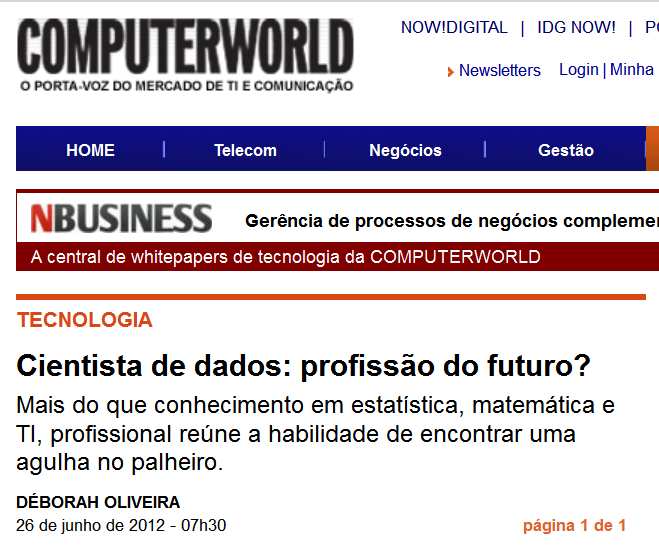 COMPUTERWORLD
O PORTA-VOZ DO MERCADO DE TI E COMUNICAÇÃO
NOW!DIGITAL | IDG NOW! |
Newsletters Login | Minha
HOME Telecom Negócios Gestão
NBUSINESS Gerência de processos de negócios complemen
A central de whitepapers de tecnologia da COMPUTERWORLD
TECNOLOGIA
Cientista de dados: profissão do futuro?
Mais do que conhecimento em estatística, matemática e
TI, profissional reúne a habilidade de encontrar uma
agulha no palheiro.
DÉBORAH OLIVEIRA
26 de junho de 2012 - 07h30 página 1 de 1